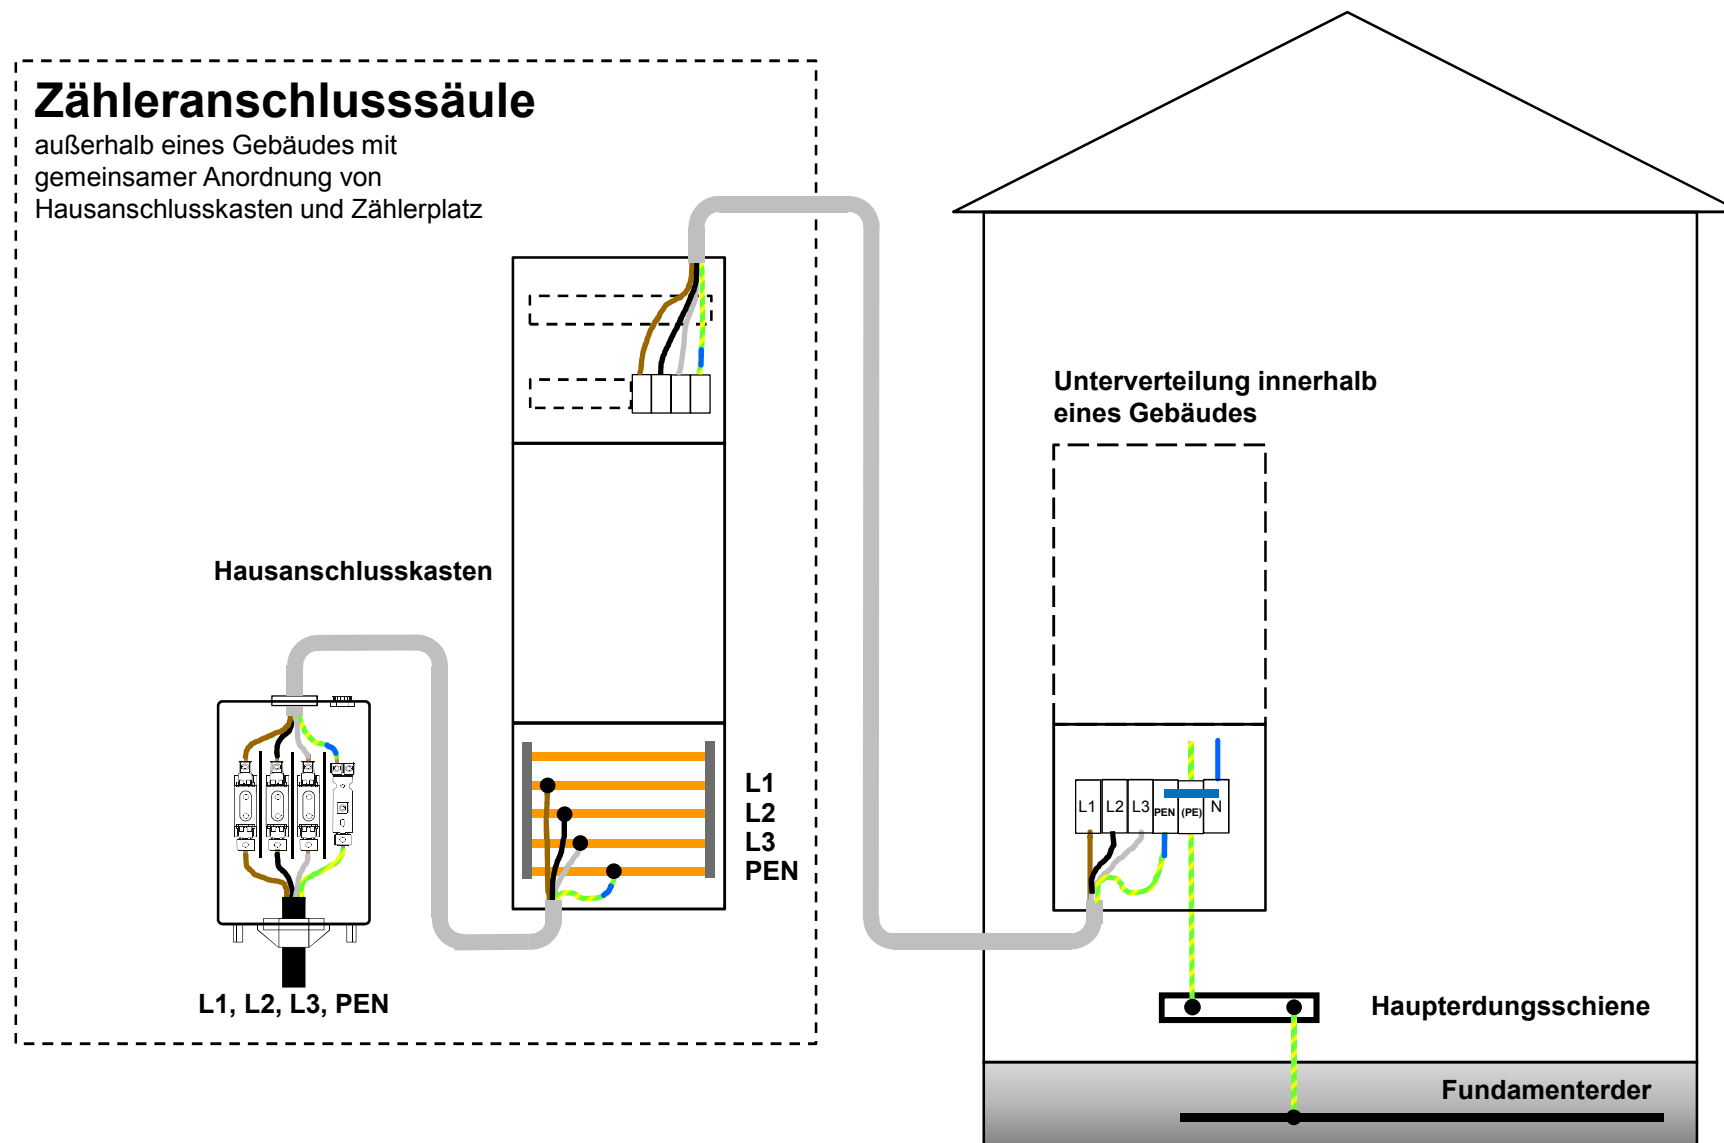 Zähleranschlusssäule
außerhalb eines Gebäudes mit
gemeinsamer Anordnung von
Hausanschlusskasten und Zählerplatz
Hausanschlusskasten
L1, L2, L3, PEN
L1
L2
L3
PEN
Unterverteilung innerhalb
eines Gebäudes
L1 L2 L3 PEN (PE) N
Haupterdungsschiene
Fundamenterder